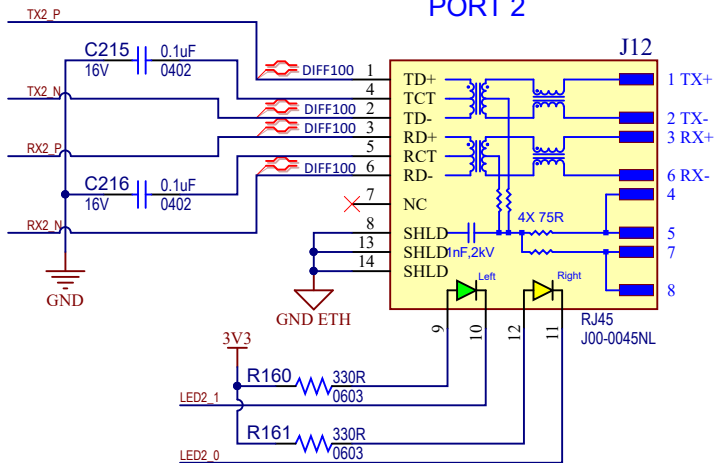 PORT 2
TX2_P
C215 0.1uF
16V 0402
TX2_N
RX2_P
C216 0.1uF
16V 0402
RX2_N
GND
DIFF100
DIFF100
DIFF100
DIFF100
J12
1 TD+ 1 TX+
4 TCT
2 TD- 2 TX-
3 RD+ 3 RX+
5 RCT
6 RD- 6 RX-
7 NC 4
4X 75R
8 SHLD 5
13 SHLD 1nF,2kV 7
14 SHLD 8
GND ETH
Left Right
9 10 12 11
RJ45
J00-0045NL
3V3
R160 330R
0603
LED2_1
R161 330R
0603
LED2_0